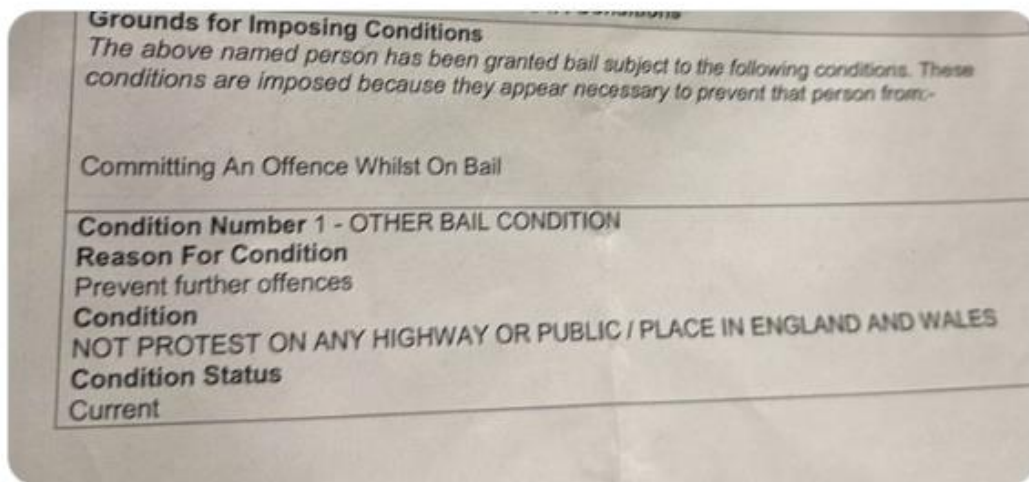 Grounds for Imposing Conditions
The above named person has been granted bail subject to the following conditions. These
conditions are imposed because they appear necessary to prevent that person from:-
Committing An Offence Whilst On Bail
Condition Number 1 - OTHER BAIL CONDITION
Reason For Condition
Prevent further offences
Condition
NOT PROTEST ON ANY HIGHWAY OR PUBLIC / PLACE IN ENGLAND AND WALES
Condition Status
Current